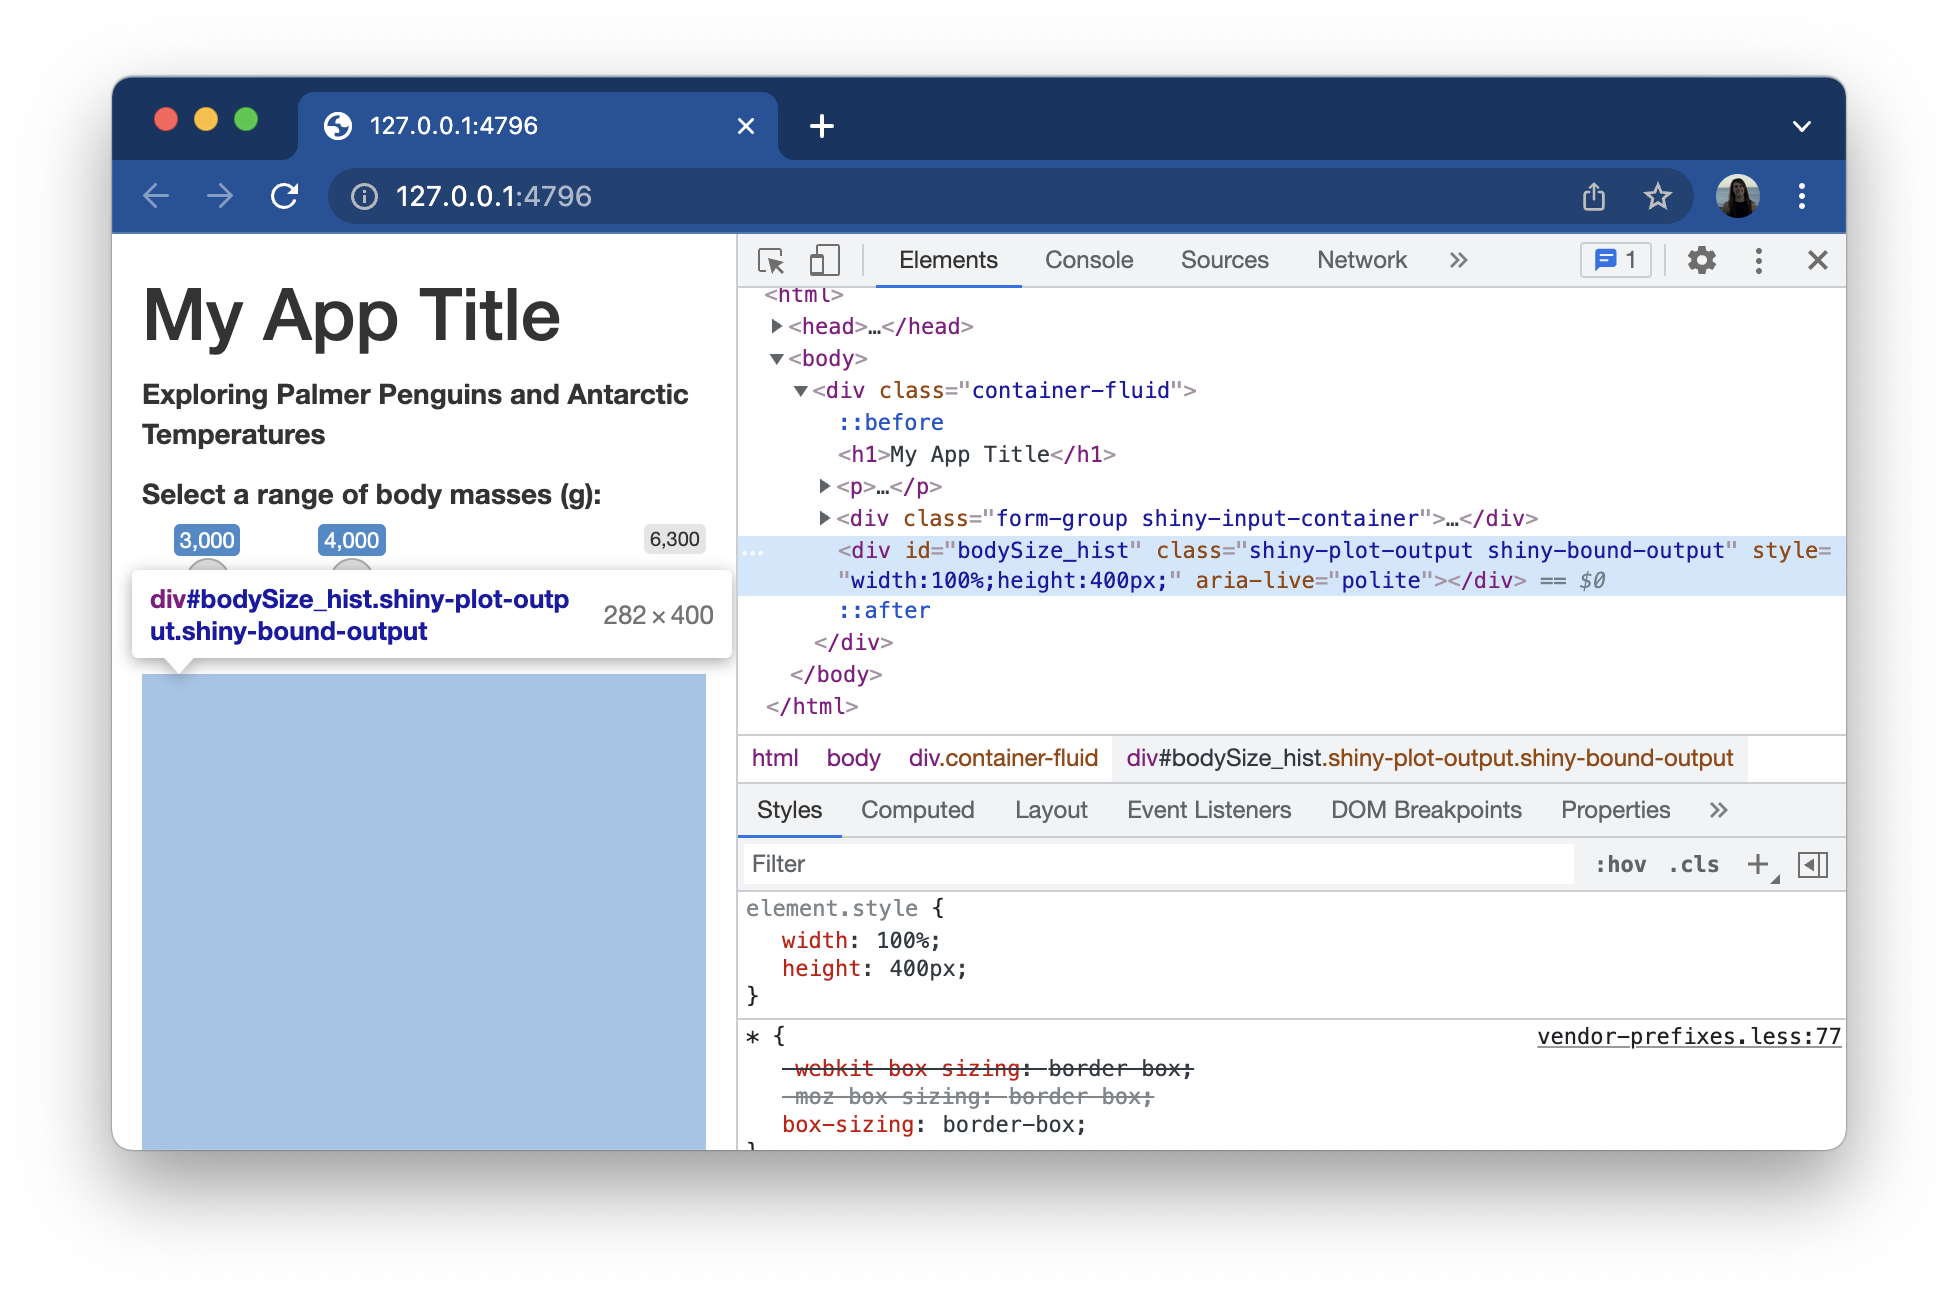 127.0.0.1:4796
127.0.0.1:4796
My App Title
Exploring Palmer Penguins and Antarctic
Temperatures
Select a range of body masses (g):
3,000 4,000 6,300
div#bodySize_hist.shiny-plot-outp
ut.shiny-bound-output
282 × 400
Elements Console Sources Network » 1
<html>
<head>…</head>
<body>
<div class="container-fluid">
::before
<h1>My App Title</h1>
<p>…</p>
<div class="form-group shiny-input-container">…</div>
<div id="bodySize_hist" class="shiny-plot-output shiny-bound-output" style=
"width:100%;height:400px;" aria-live="polite"></div> == $0
::after
</div>
</body>
</html>
html body div.container-fluid div#bodySize_hist.shiny-plot-output.shiny-bound-output
Styles Computed Layout Event Listeners DOM Breakpoints Properties »
Filter :hov .cls +
element.style {
width: 100%;
height: 400px;
}
* { vendor-prefixes.less:77
-webkit-box-sizing: border-box;
-moz-box-sizing: border-box;
box-sizing: border-box;
}